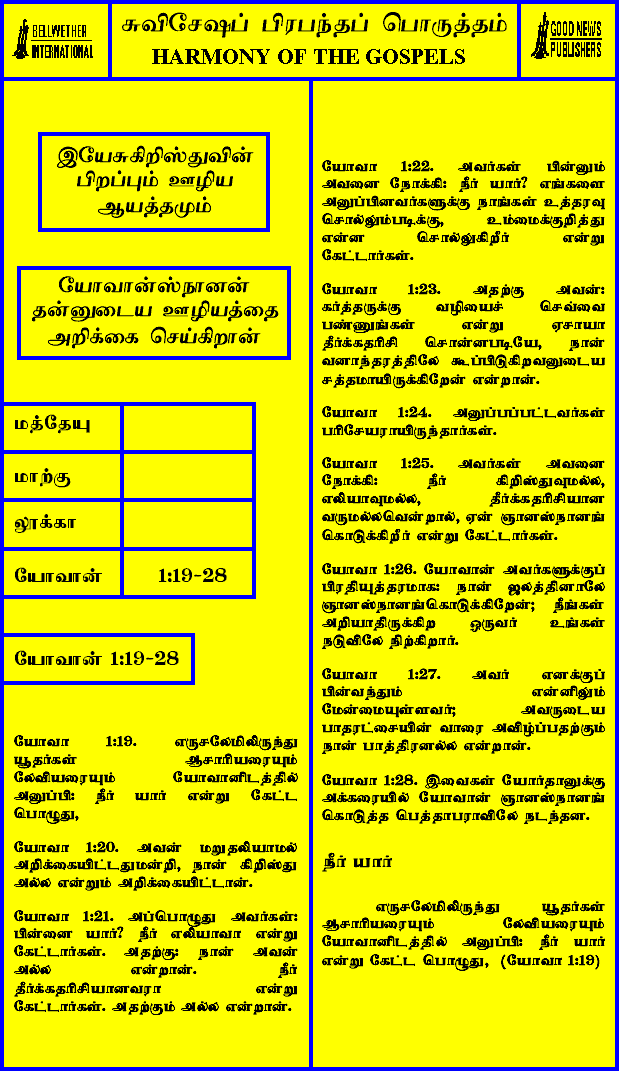 BELLWETHER
INTERNATIONAL
சுவிசேஷப் பிரபந்தப் பொருத்தம்
HARMONY OF THE GOSPELS
GOOD NEWS
PUBLISHERS
இயேசுகிறிஸ்துவின்
பிறப்பும் ஊழிய
ஆயத்தமும்
யோவான்ஸ்நானன்
தன்னுடைய ஊழியத்தை
அறிக்கை செய்கிறான்
மத்தேயு
மாற்கு
லூக்கா
யோவான் 1:19-28
யோவான் 1:19-28
யோவா 1:19. எருசலேமிலிருந்து
யூதர்கள் ஆசாரியரையும்
லேவியரையும் யோவானிடத்தில்
அனுப்பி: நீர் யார் என்று கேட்ட
பொழுது,
யோவா 1:20. அவன் மறுதலியாமல்
அறிக்கையிட்டதுமன்றி, நான் கிறிஸ்து
அல்ல என்றும் அறிக்கையிட்டான்.
யோவா 1:21. அப்பொழுது அவர்கள்:
பின்னை யார்? நீர் எலியாவா என்று
கேட்டார்கள். அதற்கு: நான் அவன்
அல்ல என்றான். நீர்
தீர்க்கதரிசியானவரா என்று
கேட்டார்கள். அதற்கும் அல்ல என்றான்.
யோவா 1:22. அவர்கள் பின்னும்
அவனை நோக்கி: நீர் யார்? எங்களை
அனுப்பினவர்களுக்கு நாங்கள் உத்தரவு
சொல்லும்படிக்கு, உம்மைக்குறித்து
என்ன சொல்லுகிறீர் என்று
கேட்டார்கள்.
யோவா 1:23. அதற்கு அவன்:
கர்த்தருக்கு வழியைச் செவ்வை
பண்ணுங்கள் என்று ஏசாயா
தீர்க்கதரிசி சொன்னபடியே, நான்
வனாந்தரத்திலே கூப்பிடுகிறவனுடைய
சத்தமாயிருக்கிறேன் என்றான்.
யோவா 1:24. அனுப்பப்பட்டவர்கள்
பரிசேயராயிருந்தார்கள்.
யோவா 1:25. அவர்கள் அவனை
நோக்கி: நீர் கிறிஸ்துவுமல்ல,
எலியாவுமல்ல, தீர்க்கதரிசியான
வருமல்லவென்றால், ஏன் ஞானஸ்நானங்
கொடுக்கிறீர் என்று கேட்டார்கள்.
யோவா 1:26. யோவான் அவர்களுக்குப்
பிரதியுத்தரமாக: நான் ஜலத்தினாலே
ஞானஸ்நானங்கொடுக்கிறேன்; நீங்கள்
அறியாதிருக்கிற ஒருவர் உங்கள்
நடுவிலே நிற்கிறார்.
யோவா 1:27. அவர் எனக்குப்
பின்வந்தும் என்னிலும்
மேன்மையுள்ளவர்; அவருடைய
பாதரட்சையின் வாரை அவிழ்ப்பதற்கும்
நான் பாத்திரனல்ல என்றான்.
யோவா 1:28. இவைகள் யோர்தானுக்கு
அக்கரையில் யோவான் ஞானஸ்நானங்
கொடுத்த பெத்தாபராவிலே நடந்தன.
நீர் யார்
எருசலேமிலிருந்து யூதர்கள்
ஆசாரியரையும் லேவியரையும்
யோவானிடத்தில் அனுப்பி: நீர் யார்
என்று கேட்ட பொழுது, (யோவா 1:19)